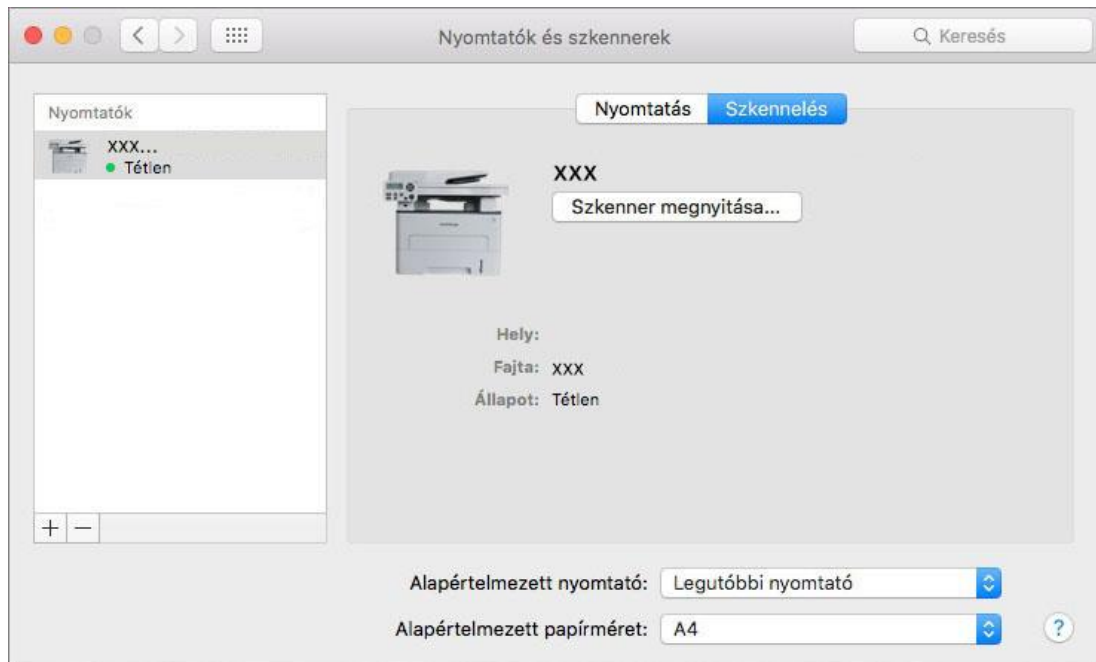 Nyomtatók és szkennerek
Keresés
Nyomtatók
XXX...
Tétlen
Nyomtatás Szkennelés
XXX
Szkenner megnyitása...
Hely:
Fajta: XXX
Állapot: Tétlen
+ −
Alapértelmezett nyomtató: Legutóbbi nyomtató
Alapértelmezett papírméret: A4
?